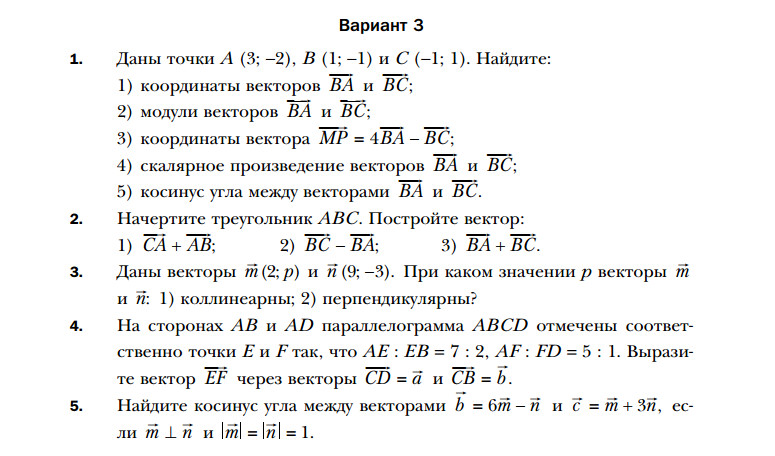 Вариант 3
1. Даны точки A (3; –2), B (1; –1) и C (–1; 1). Найдите:
1) координаты векторов $\overrightarrow{BA}$ и $\overrightarrow{BC}$;
2) модули векторов $\overrightarrow{BA}$ и $\overrightarrow{BC}$;
3) координаты вектора $\overrightarrow{MP} = 4\overrightarrow{BA} - \overrightarrow{BC}$;
4) скалярное произведение векторов $\overrightarrow{BA}$ и $\overrightarrow{BC}$;
5) косинус угла между векторами $\overrightarrow{BA}$ и $\overrightarrow{BC}$.
2. Начертите треугольник ABC. Постройте вектор:
1) $\overrightarrow{CA} + \overrightarrow{AB}$; 2) $\overrightarrow{BC} - \overrightarrow{BA}$; 3) $\overrightarrow{BA} + \overrightarrow{BC}$.
3. Даны векторы $\vec{m}$ (2; p) и $\vec{n}$ (9; –3). При каком значении p векторы $\vec{m}$
и $\vec{n}$: 1) коллинеарны; 2) перпендикулярны?
4. На сторонах AB и AD параллелограмма ABCD отмечены соответ-
ственно точки E и F так, что AE : EB = 7 : 2, AF : FD = 5 : 1. Вырази-
те вектор $\overrightarrow{EF}$ через векторы $\overrightarrow{CD} = \vec{a}$ и $\overrightarrow{CB} = \vec{b}$.
5. Найдите косинус угла между векторами $\vec{b} = 6\vec{m} - \vec{n}$ и $\vec{c} = \vec{m} + 3\vec{n}$, ес-
ли $\vec{m} \perp \vec{n}$ и $|\vec{m}| = |\vec{n}| = 1$.